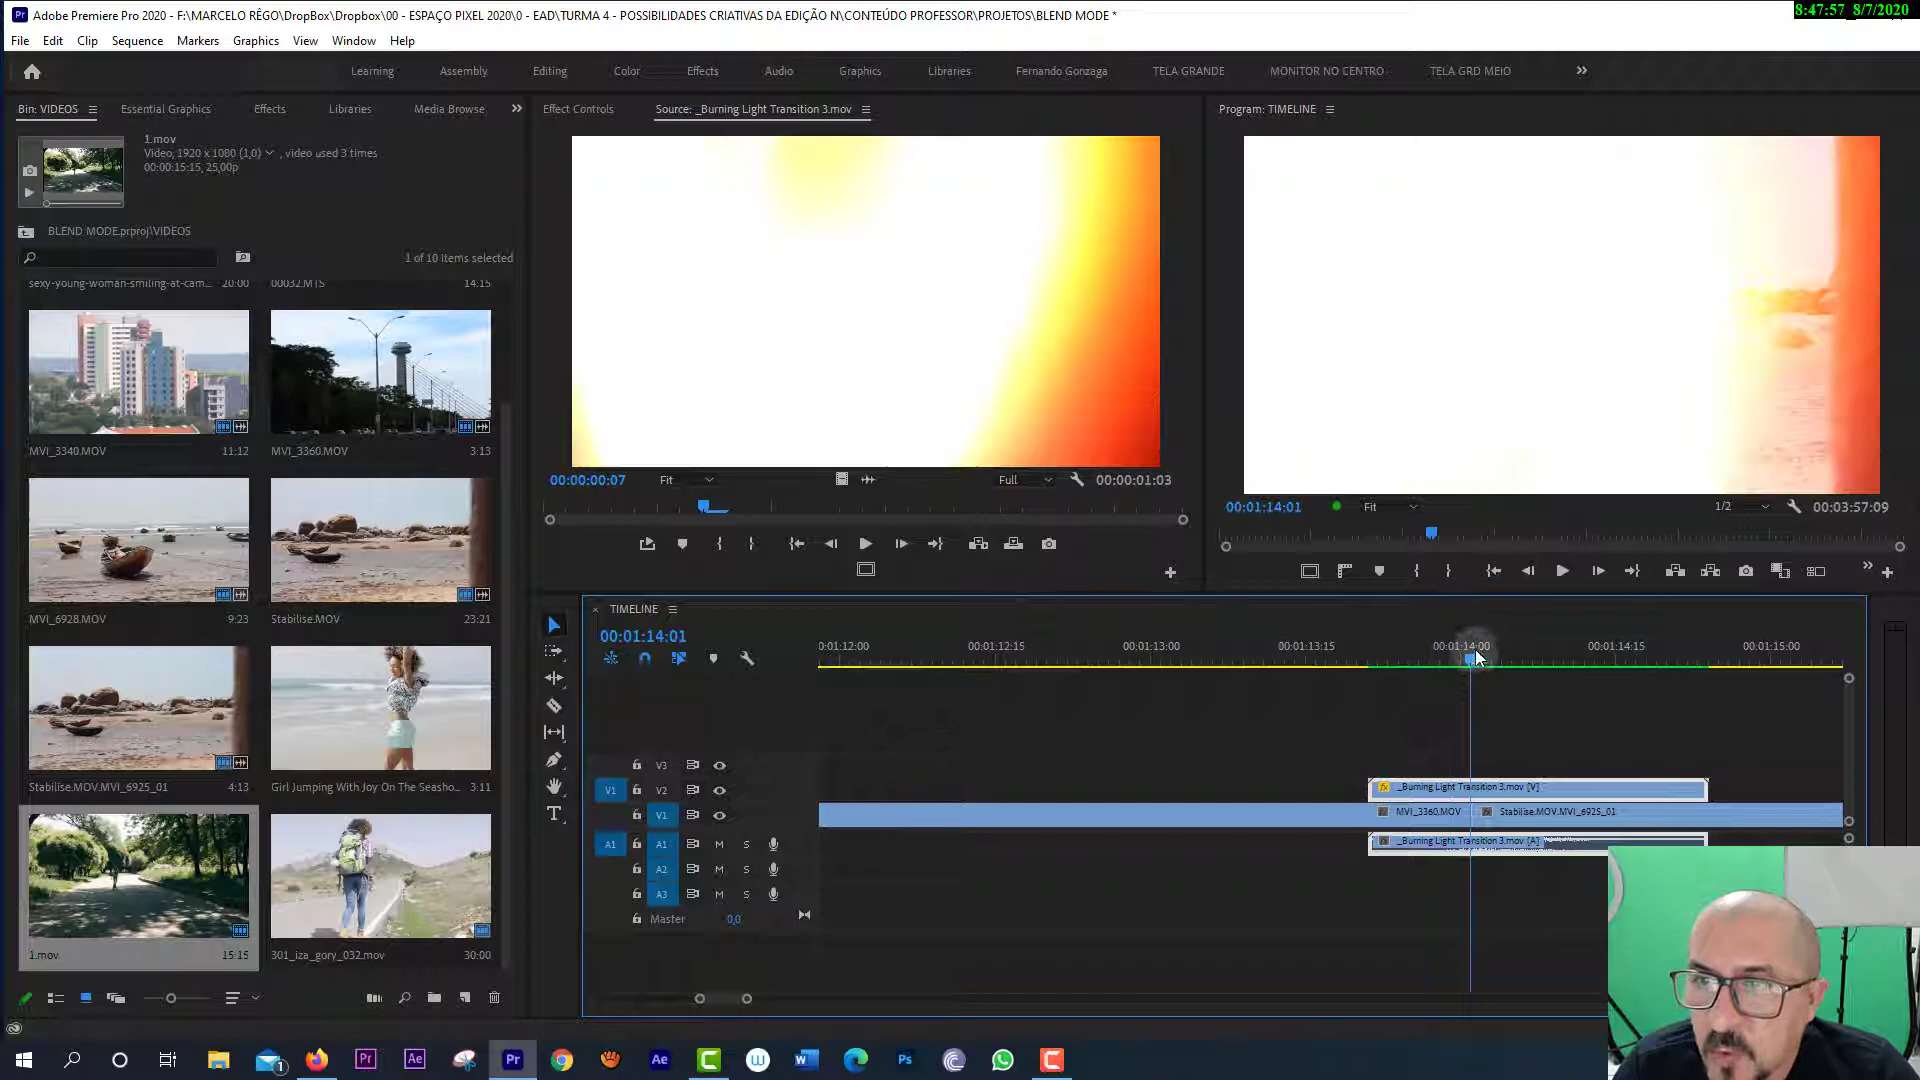 Adobe Premiere Pro 2020 - F:\MARCELO RÊGO\DropBox\Dropbox\00 - ESPAÇO PIXEL 2020\0 - EAD\TURMA 4 - POSSIBILIDADES CRIATIVAS DA EDIÇÃO N\CONTEÚDO PROFESSOR\PROJETOS\BLEND MODE *
8:47:57 8/7/2020
File Edit Clip Sequence Markers Graphics View Window Help
Learning Assembly Editing Color Effects Audio Graphics Libraries Fernando Gonzaga TELA GRANDE MONITOR NO CENTRO TELA GRD MEIO
Bin: VIDEOS Essential Graphics Effects Libraries Media Browse
Effect Controls Source: _Burning Light Transition 3.mov
Program: TIMELINE
1.mov
Video, 1920 x 1080 (1,0) , video used 3 times
00:00:15:15, 25,00p
BLEND MODE.prproj\VIDEOS
1 of 10 items selected
sexy-young-woman-smiling-at-cam... 20:00 00032.MTS 14:15
MVI_3340.MOV 11:12 MVI_3360.MOV 3:13
MVI_6928.MOV 9:23 Stabilise.MOV 23:21
Stabilise.MOV.MVI_6925_01 4:13 Girl Jumping With Joy On The Seasho... 3:11
1.mov 15:15 301_iza_gory_032.mov 30:00
00:00:00:07 Fit Full 00:00:01:03
00:01:14:01 Fit 1/2 00:03:57:09
TIMELINE
00:01:14:01
0:01:12:00 00:01:12:15 00:01:13:00 00:01:13:15 00:01:14:00 00:01:14:15 00:01:15:00
V3
V1 V2 fx _Burning Light Transition 3.mov [V]
V1 fx MVI_3360.MOV fx Stabilise.MOV.MVI_6925_01
A1 A1 M S fx _Burning Light Transition 3.mov [A]
A2 M S
A3 M S
Master 0,0
T
1 Pr Ae Pr Ae W Ps